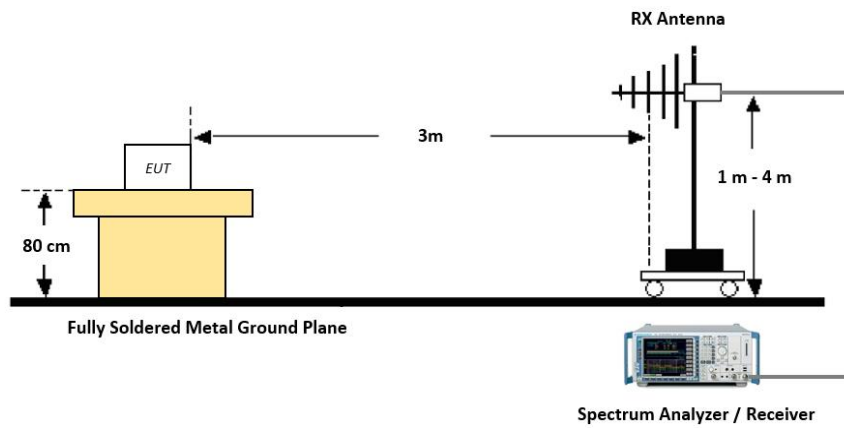 RX Antenna
3m
EUT
1 m - 4 m
80 cm
Fully Soldered Metal Ground Plane
Spectrum Analyzer / Receiver